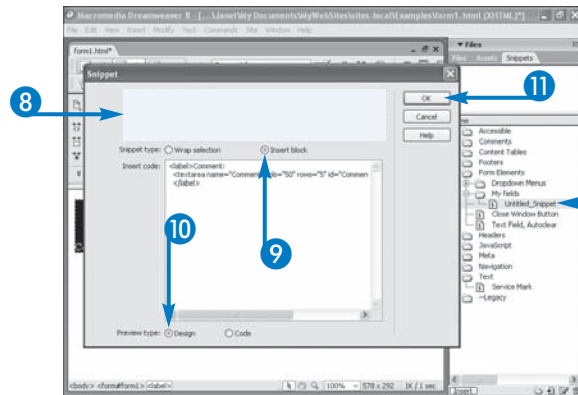 Macromedia Dreamweaver 8 - [...\Janet\My Documents\MyWebSites\sites-local\Examples\form1.html (XHTML)*]
File Edit View Insert Modify Text Commands Site Window Help
form1.html*
Files
Files Assets Snippets
Snippet
8
11
OK
Cancel
Help
Snippet type: Wrap selection Insert block
Insert code:
<label>Comment:
<textarea name="Comment" cols="50" rows="5" id="Commen
</label>
10
9
Preview type: Design Code
Accessible
Comments
Content Tables
Footers
Form Elements
Dropdown Menus
My Fields
Untitled_Snippet
Close Window Button
Text Field, Autoclear
Headers
JavaScript
Meta
Navigation
Text
Service Mark
~Legacy
<body> <form#form1> <label>
100% 578 x 292 1K / 1 sec
Insert